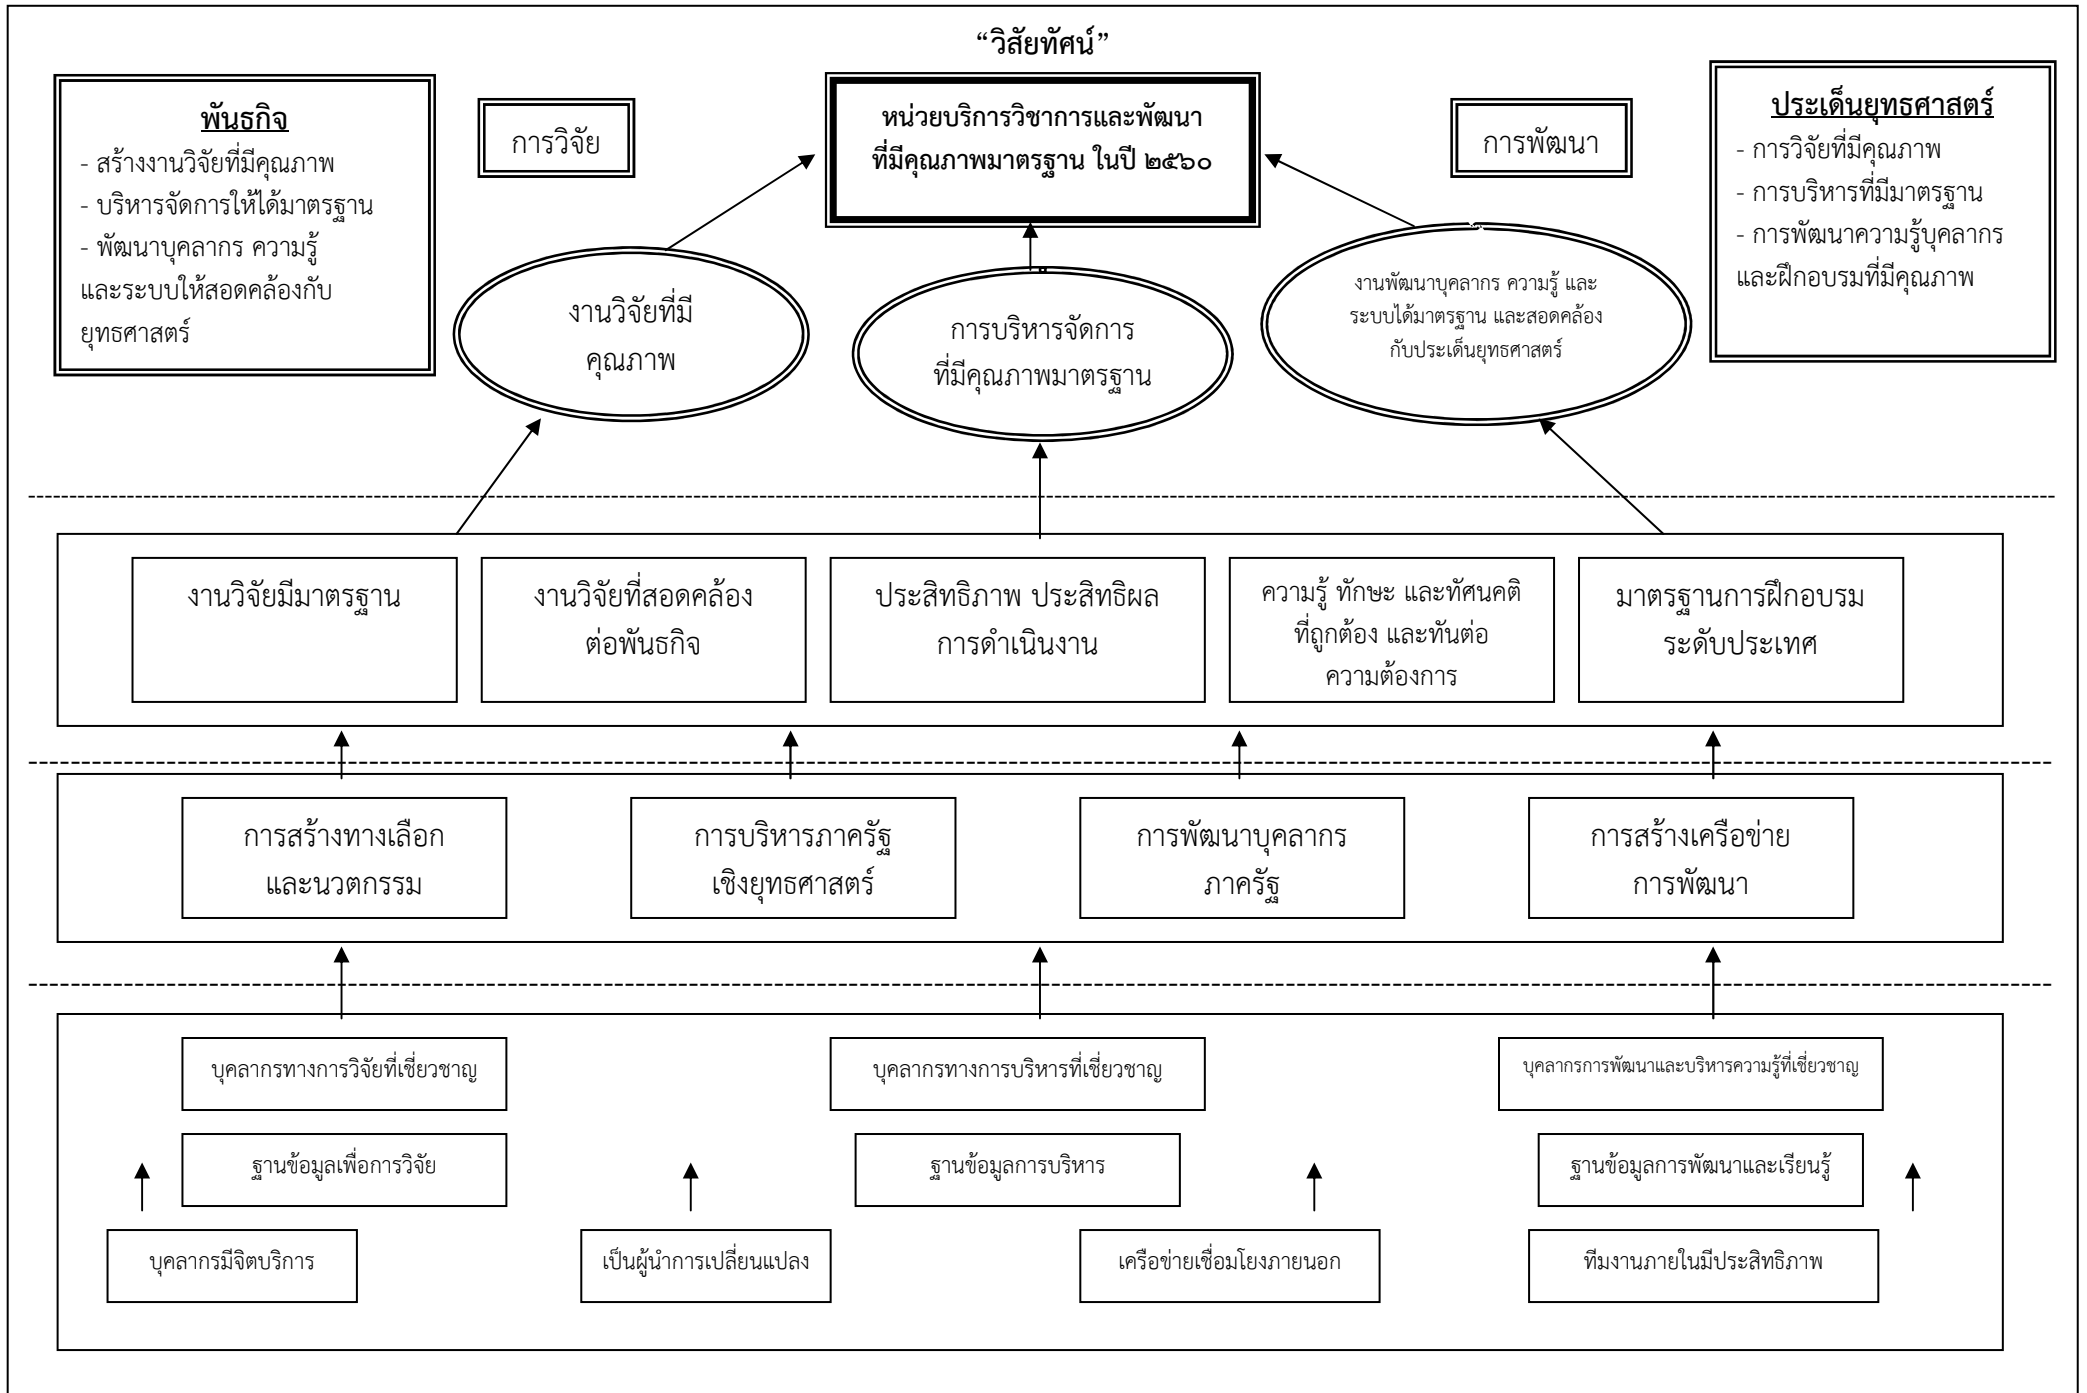 “วิสัยทัศน์”
พันธกิจ
- สร้างงานวิจัยที่มีคุณภาพ
- บริหารจัดการให้ได้มาตรฐาน
- พัฒนาบุคลากร ความรู้
และระบบให้สอดคล้องกับ
ยุทธศาสตร์
การวิจัย
หน่วยบริการวิชาการและพัฒนา
ที่มีคุณภาพมาตรฐาน ในปี ๒๕๖๐
การพัฒนา
ประเด็นยุทธศาสตร์
- การวิจัยที่มีคุณภาพ
- การบริหารที่มีมาตรฐาน
- การพัฒนาความรู้บุคลากร
และฝึกอบรมที่มีคุณภาพ
งานวิจัยที่มี
คุณภาพ
การบริหารจัดการ
ที่มีคุณภาพมาตรฐาน
งานพัฒนาบุคลากร ความรู้ และ
ระบบได้มาตรฐาน และสอดคล้อง
กับประเด็นยุทธศาสตร์
งานวิจัยมีมาตรฐาน
งานวิจัยที่สอดคล้อง
ต่อพันธกิจ
ประสิทธิภาพ ประสิทธิผล
การดำเนินงาน
ความรู้ ทักษะ และทัศนคติ
ที่ถูกต้อง และทันต่อ
ความต้องการ
มาตรฐานการฝึกอบรม
ระดับประเทศ
การสร้างทางเลือก
และนวตกรรม
การบริหารภาครัฐ
เชิงยุทธศาสตร์
การพัฒนาบุคลากร
ภาครัฐ
การสร้างเครือข่าย
การพัฒนา
บุคลากรทางการวิจัยที่เชี่ยวชาญ
บุคลากรทางการบริหารที่เชี่ยวชาญ
บุคลากรการพัฒนาและบริหารความรู้ที่เชี่ยวชาญ
ฐานข้อมูลเพื่อการวิจัย
ฐานข้อมูลการบริหาร
ฐานข้อมูลการพัฒนาและเรียนรู้
บุคลากรมีจิตบริการ
เป็นผู้นำการเปลี่ยนแปลง
เครือข่ายเชื่อมโยงภายนอก
ทีมงานภายในมีประสิทธิภาพ